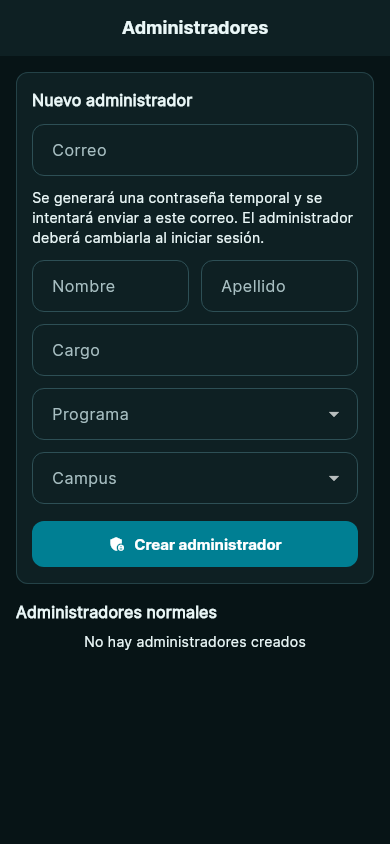 Administradores
Nuevo administrador
Correo
Se generará una contraseña temporal y se
intentará enviar a este correo. El administrador
deberá cambiarla al iniciar sesión.
Nombre
Apellido
Cargo
Programa
Campus
Crear administrador
Administradores normales
No hay administradores creados